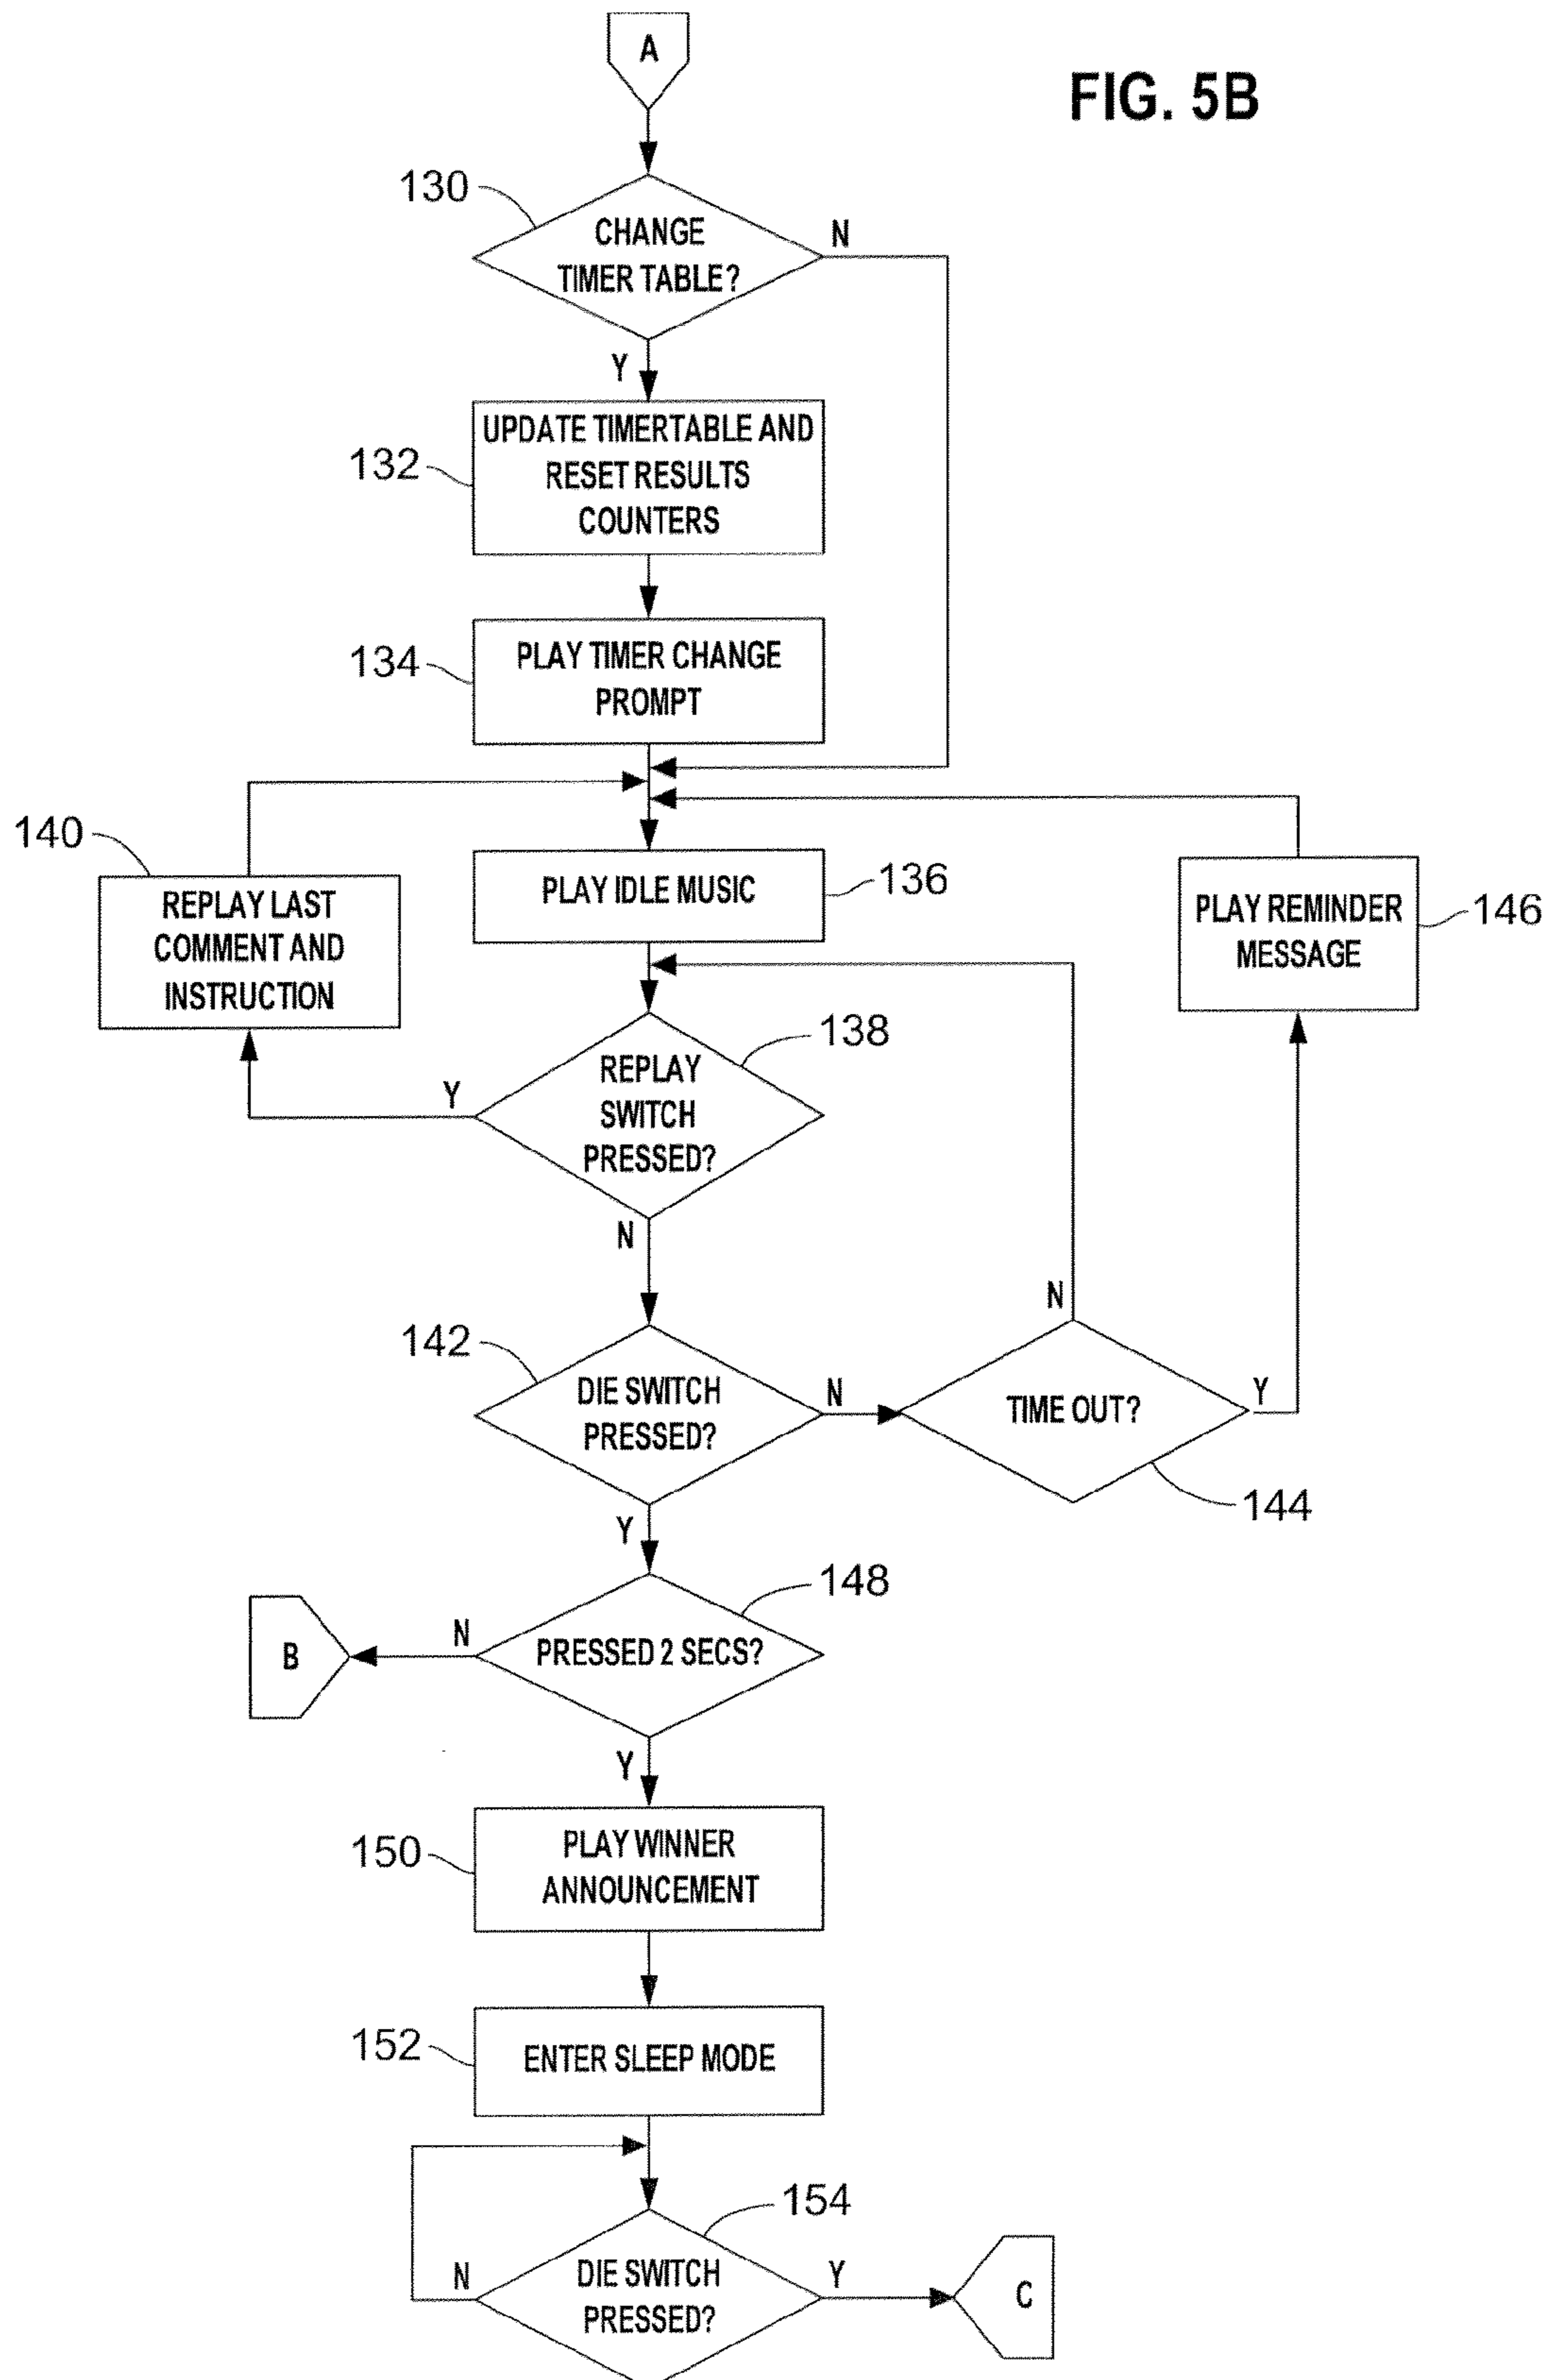 A
FIG. 5B
130
CHANGE
TIMER TABLE?
N
Y
132
UPDATE TIMERTABLE AND
RESET RESULTS
COUNTERS
134
PLAY TIMER CHANGE
PROMPT
140
REPLAY LAST
COMMENT AND
INSTRUCTION
PLAY IDLE MUSIC
136
PLAY REMINDER
MESSAGE
146
138
REPLAY
SWITCH
PRESSED?
Y
N
142
DIE SWITCH
PRESSED?
N
Y
TIME OUT?
N
Y
144
148
PRESSED 2 SECS?
N
B
Y
150
PLAY WINNER
ANNOUNCEMENT
152
ENTER SLEEP MODE
154
DIE SWITCH
PRESSED?
N
Y
C